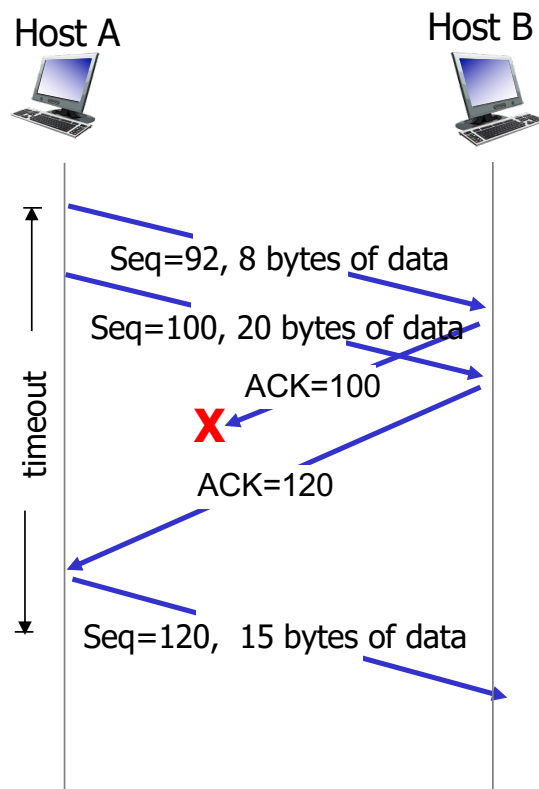 Host A
Host B
Seq=92, 8 bytes of data
Seq=100, 20 bytes of data
ACK=100
X
timeout
ACK=120
Seq=120, 15 bytes of data